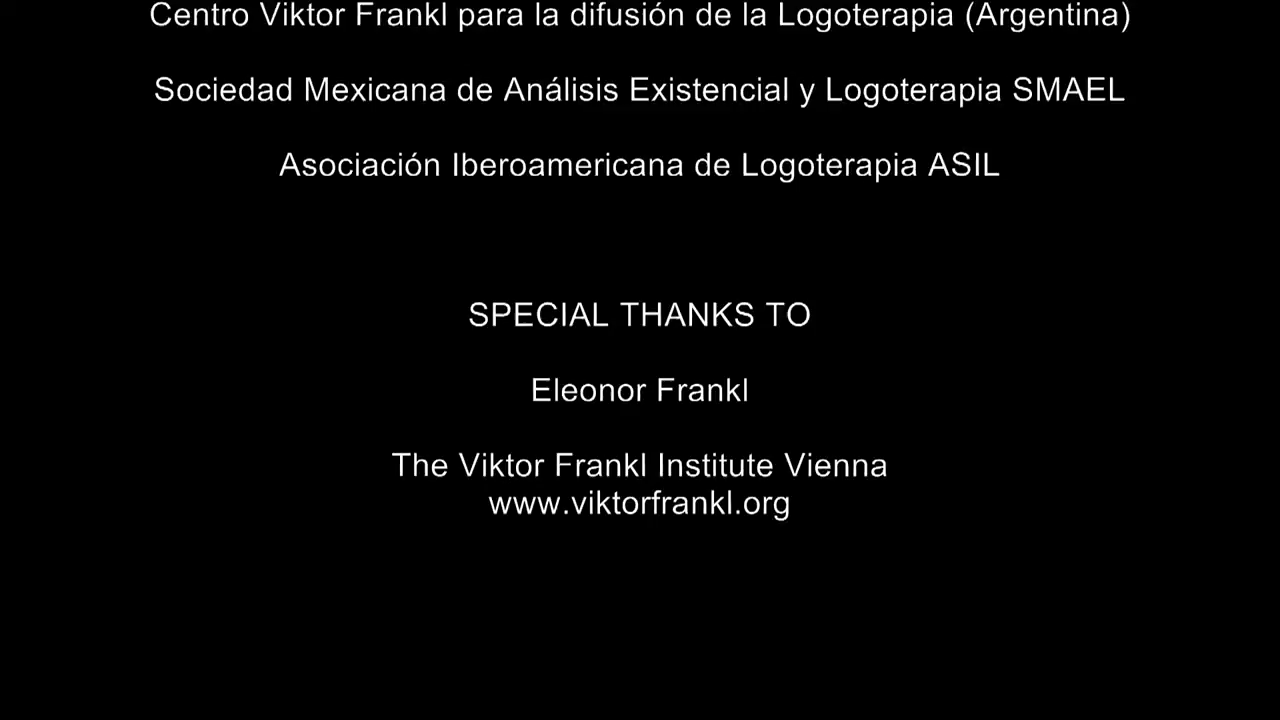 Centro Viktor Frankl para la difusión de la Logoterapia (Argentina)
Sociedad Mexicana de Análisis Existencial y Logoterapia SMAEL
Asociación Iberoamericana de Logoterapia ASIL
SPECIAL THANKS TO
Eleonor Frankl
The Viktor Frankl Institute Vienna
www.viktorfrankl.org